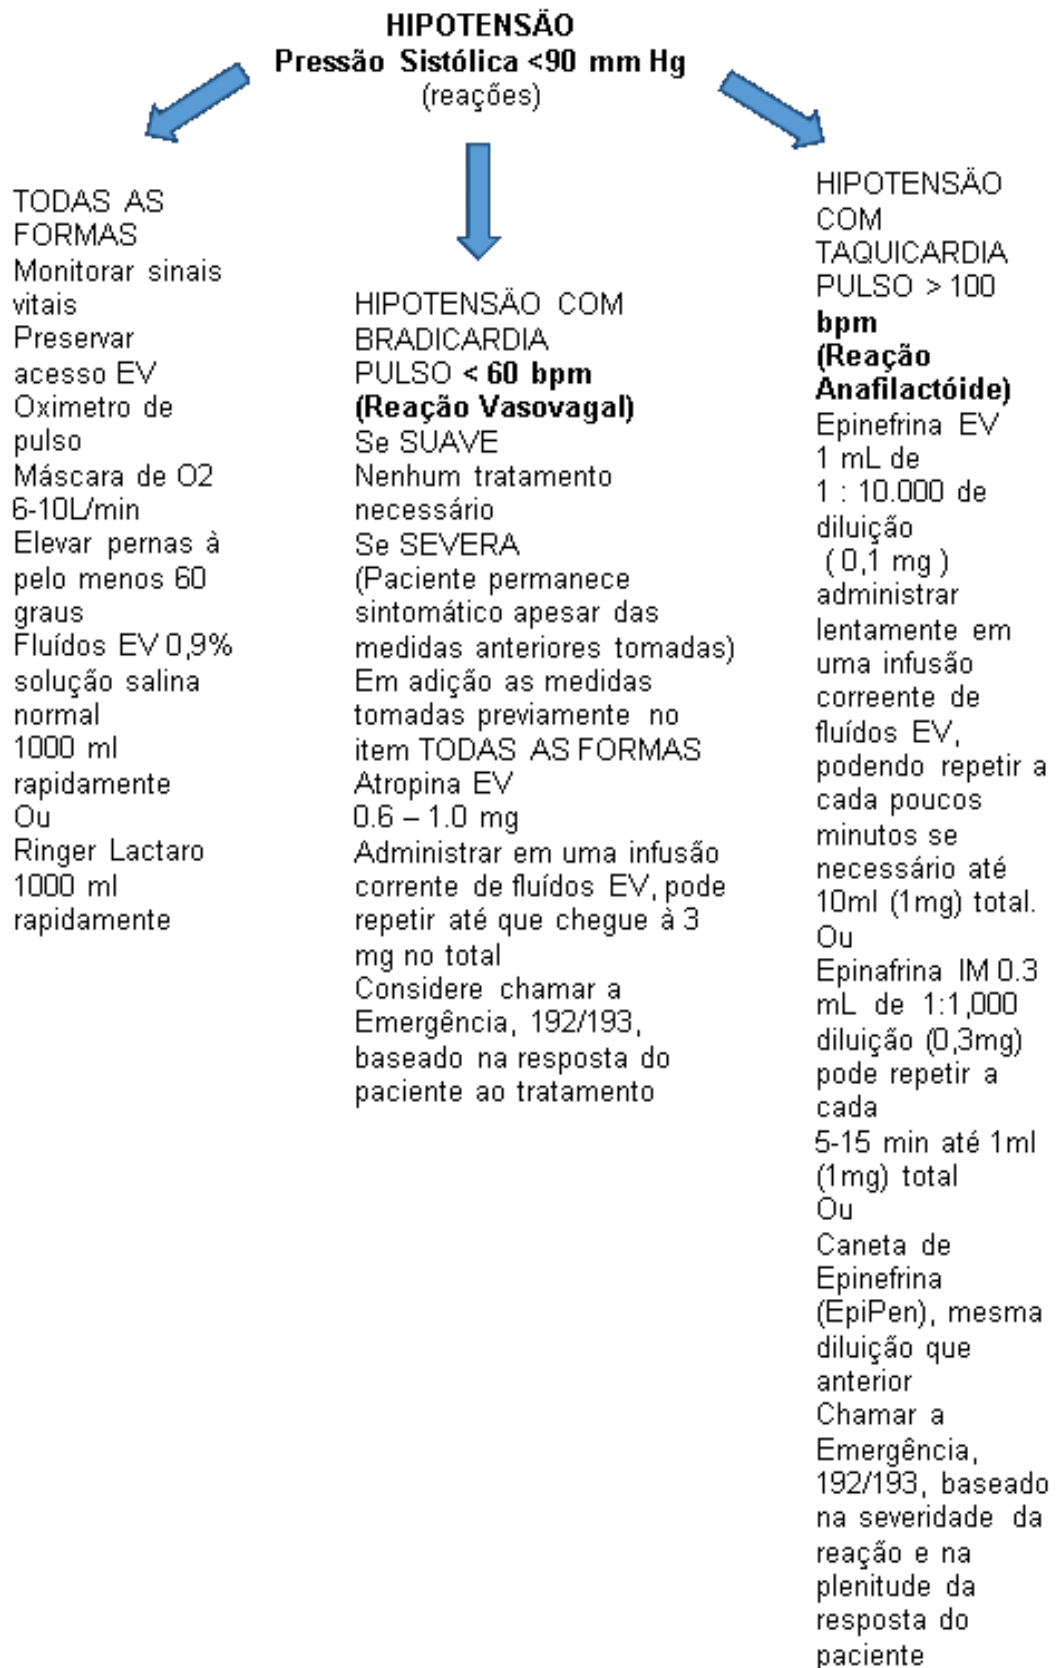 HIPOTENSÃO
Pressão Sistólica <90 mm Hg
(reações)
TODAS AS
FORMAS
Monitorar sinais
vitais
Preservar
acesso EV
Oximetro de
pulso
Máscara de O2
6-10L/min
Elevar pernas à
pelo menos 60
graus
Fluídos EV 0,9%
solução salina
normal
1000 ml
rapidamente
Ou
Ringer Lactaro
1000 ml
rapidamente
HIPOTENSÃO COM
BRADICARDIA
PULSO < 60 bpm
(Reação Vasovagal)
Se SUAVE
Nenhum tratamento
necessário
Se SEVERA
(Paciente permanece
sintomático apesar das
medidas anteriores tomadas)
Em adição as medidas
tomadas previamente no
item TODAS AS FORMAS
Atropina EV
0.6 – 1.0 mg
Administrar em uma infusão
corrente de fluídos EV, pode
repetir até que chegue à 3
mg no total
Considere chamar a
Emergência, 192/193,
baseado na resposta do
paciente ao tratamento
HIPOTENSÃO
COM
TAQUICARDIA
PULSO > 100
bpm
(Reação
Anafilactóide)
Epinefrina EV
1 mL de
1 : 10.000 de
diluição
( 0,1 mg )
administrar
lentamente em
uma infusão
correente de
fluídos EV,
podendo repetir a
cada poucos
minutos se
necessário até
10ml (1mg) total.
Ou
Epinafrina IM 0.3
mL de 1:1,000
diluição (0,3mg)
pode repetir a
cada
5-15 min até 1ml
(1mg) total
Ou
Caneta de
Epinefrina
(EpiPen), mesma
diluição que
anterior
Chamar a
Emergência,
192/193, baseado
na severidade da
reação e na
plenitude da
resposta do
paciente